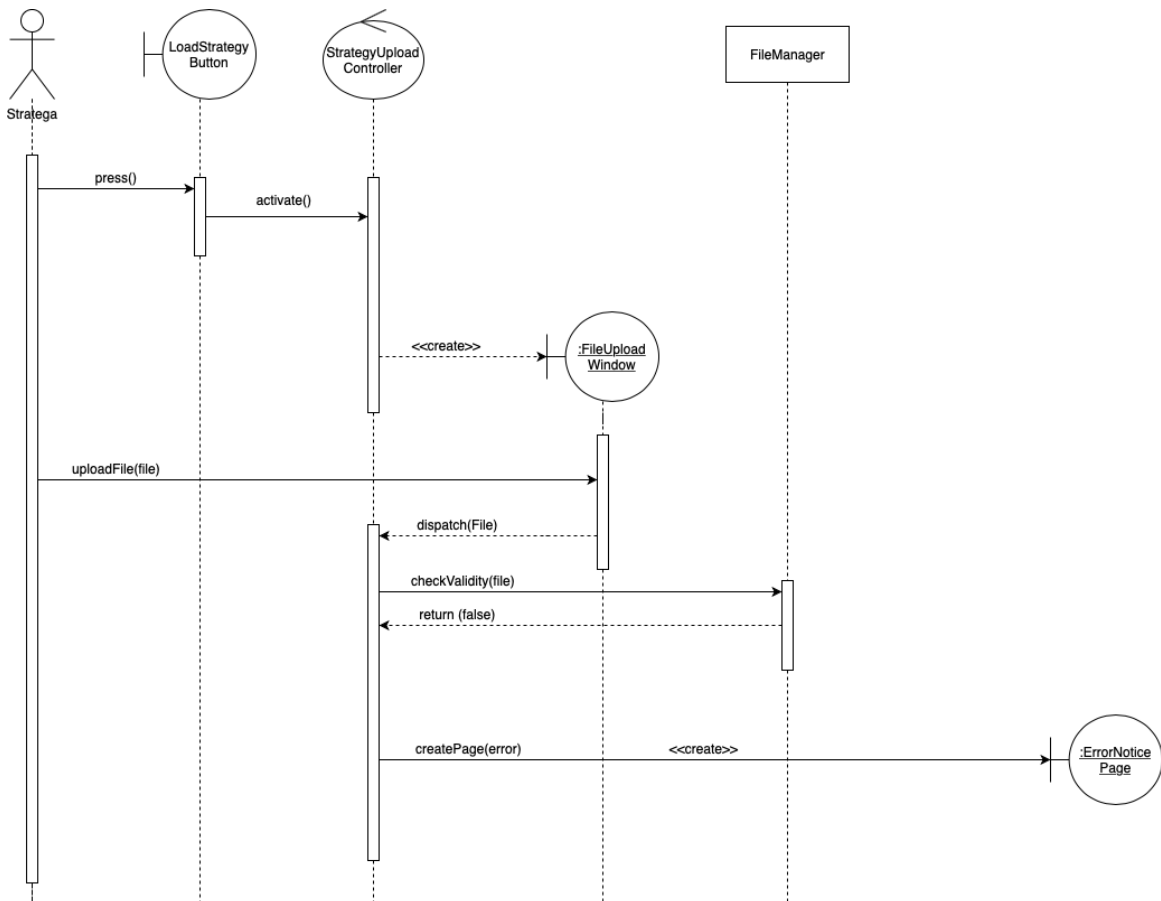 LoadStrategy
Button
StrategyUpload
Controller
FileManager
Stratega
press()
activate()
<<create>>
:FileUpload
Window
uploadFile(file)
dispatch(File)
checkValidity(file)
return (false)
createPage(error)
<<create>>
:ErrorNotice
Page